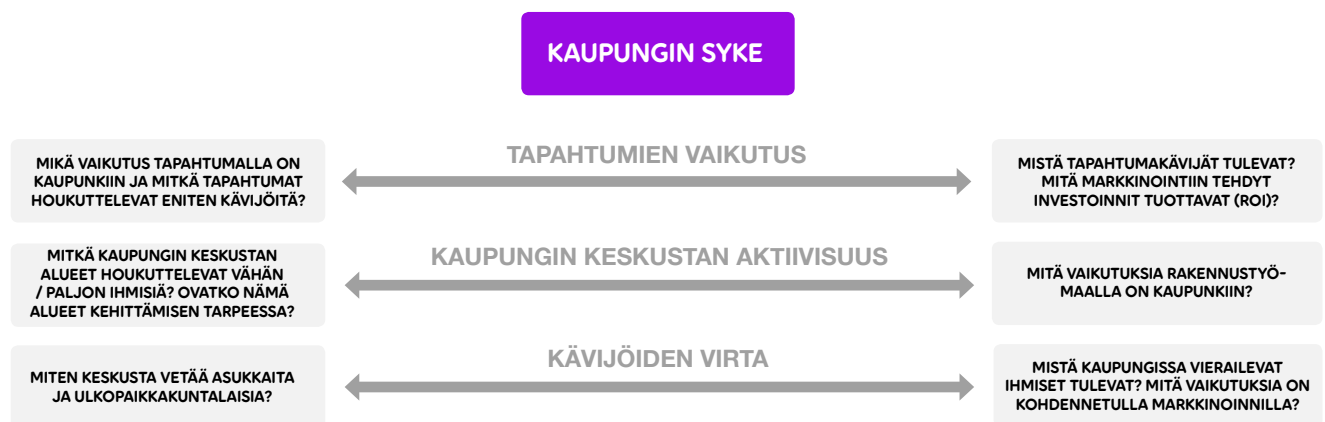 KAUPUNGIN SYKE
TAPAHTUMIEN VAIKUTUS
MIKÄ VAIKUTUS TAPAHTUMALLA ON
KAUPUNKIIN JA MITKÄ TAPAHTUMAT
HOUKUTTELEVAT ENITEN KÄVIJÖITÄ?
MISTÄ TAPAHTUMAKÄVIJÄT TULEVAT?
MITÄ MARKKINOINTIIN TEHDYT
INVESTOINNIT TUOTTAVAT (ROI)?
KAUPUNGIN KESKUSTAN AKTIIVISUUS
MITKÄ KAUPUNGIN KESKUSTAN
ALUEET HOUKUTTELEVAT VÄHÄN
/ PALJON IHMISIÄ? OVATKO NÄMÄ
ALUEET KEHITTÄMISEN TARPEESSA?
MITÄ VAIKUTUKSIA RAKENNUSTYÖ-
MAALLA ON KAUPUNKIIN?
KÄVIJÖIDEN VIRTA
MITEN KESKUSTA VETÄÄ ASUKKAITA
JA ULKOPAIKKAKUNTALAISIA?
MISTÄ KAUPUNGISSA VIERAILEVAT
IHMISET TULEVAT? MITÄ VAIKUTUKSIA ON
KOHDENNETULLA MARKKINOINNILLA?